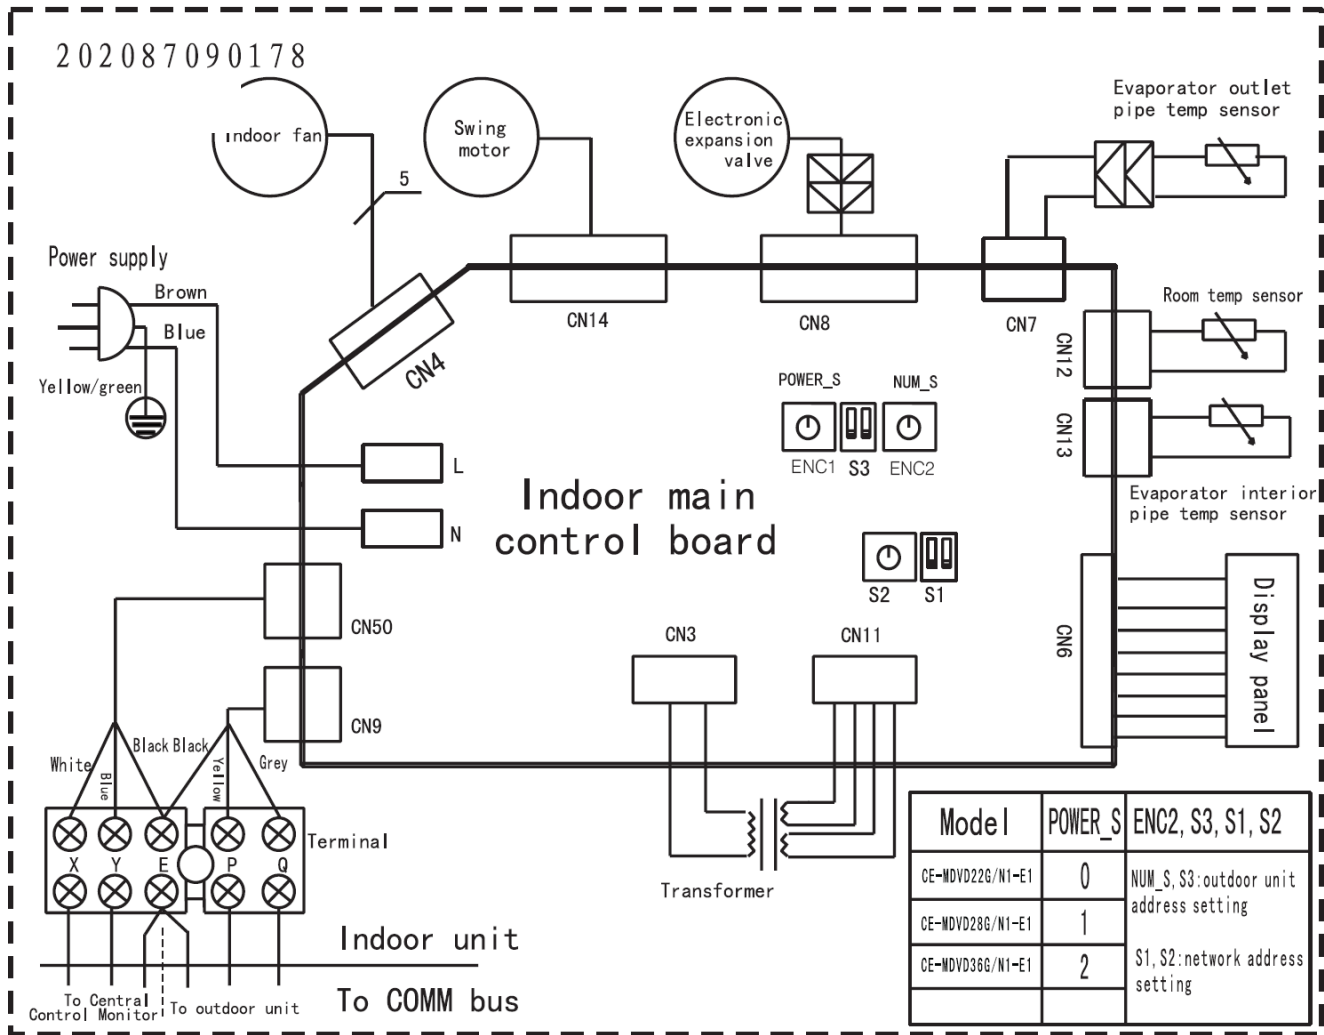 202087090178
Indoor fan
5
Swing
motor
Electronic
expansion
valve
Evaporator outlet
pipe temp sensor
Power supply
Brown
Blue
Yellow/green
CN4
CN14
CN8
CN7
Room temp sensor
CN12
CN13
Evaporator interior
pipe temp sensor
POWER_S
NUM_S
ENC1
S3
ENC2
L
N
Indoor main
control board
S2
S1
CN50
CN9
CN3
CN11
CN6
Display panel
White
Blue
Black
Black
Yellow
Grey
X
Y
E
P
Q
Terminal
Transformer
Indoor unit
To COMM bus
To Central
Control Monitor
To outdoor unit
Model POWER_S ENC2, S3, S1, S2
CE-MDVD22G/N1-E1 0
CE-MDVD28G/N1-E1 1
CE-MDVD36G/N1-E1 2
NUM_S, S3:outdoor unit
address setting
S1, S2:network address
setting